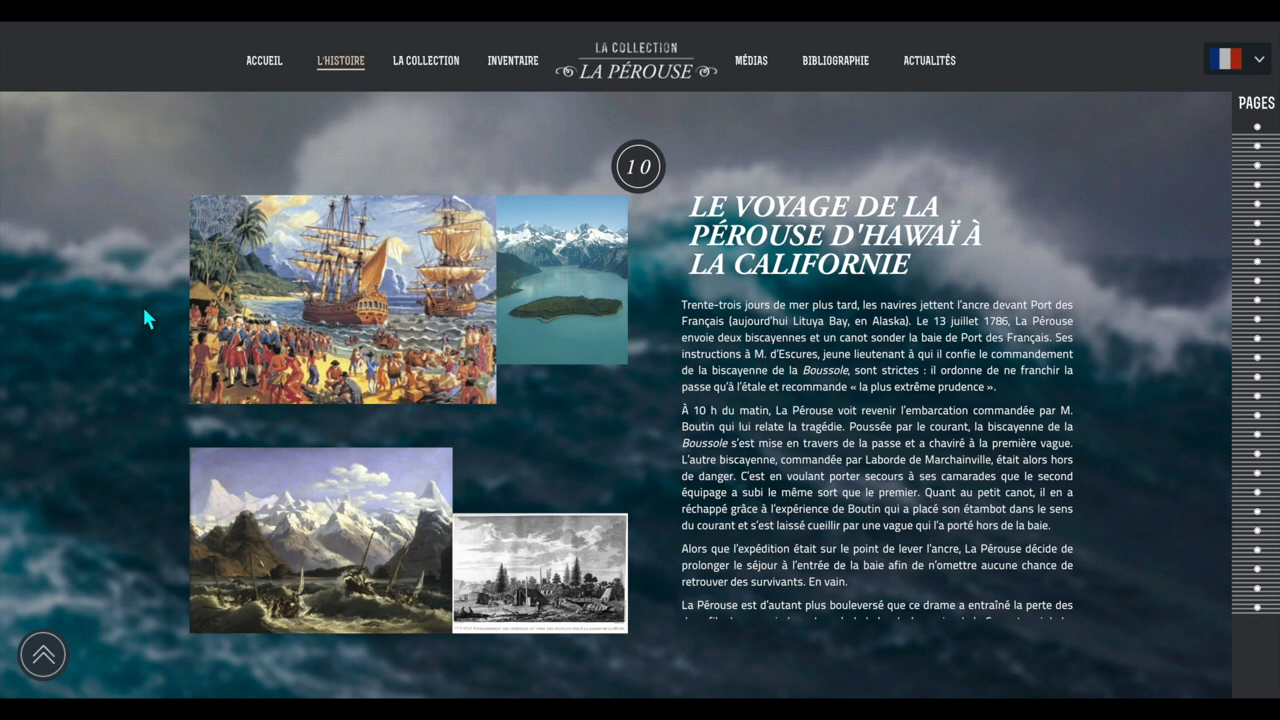 ACCUEIL
L'HISTOIRE
LA COLLECTION
INVENTAIRE
LA COLLECTION
LA PÉROUSE
MÉDIAS
BIBLIOGRAPHIE
ACTUALITÉS
PAGES
10
LE VOYAGE DE LA
PÉROUSE D'HAWAÏ À
LA CALIFORNIE
Trente-trois jours de mer plus tard, les navires jettent l'ancre devant Port des
Français (aujourd'hui Lituya Bay, en Alaska). Le 13 juillet 1786, La Pérouse
envoie deux biscayennes et un canot sonder la baie de Port des Français. Ses
instructions à M. d'Escures, jeune lieutenant à qui il confie le commandement
de la biscayenne de la Boussole, sont strictes : il ordonne de ne franchir la
passe qu'à l'étale et recommande « la plus extrême prudence ».
À 10 h du matin, La Pérouse voit revenir l'embarcation commandée par M.
Boutin qui lui relate la tragédie. Poussée par le courant, la biscayenne de la
Boussole s'est mise en travers de la passe et a chaviré à la première vague.
L'autre biscayenne, commandée par Laborde de Marchainville, était alors hors
de danger. C'est en voulant porter secours à ses camarades que le second
équipage a subi le même sort que le premier. Quant au petit canot, il en a
réchappé grâce à l'expérience de Boutin qui a placé son étambot dans le sens
du courant et s'est laissé cueillir par une vague qui l'a porté hors de la baie.
Alors que l'expédition était sur le point de lever l'ancre, La Pérouse décide de
prolonger le séjour à l'entrée de la baie afin de n'omettre aucune chance de
retrouver des survivants. En vain.
La Pérouse est d'autant plus bouleversé que ce drame a entraîné la perte des